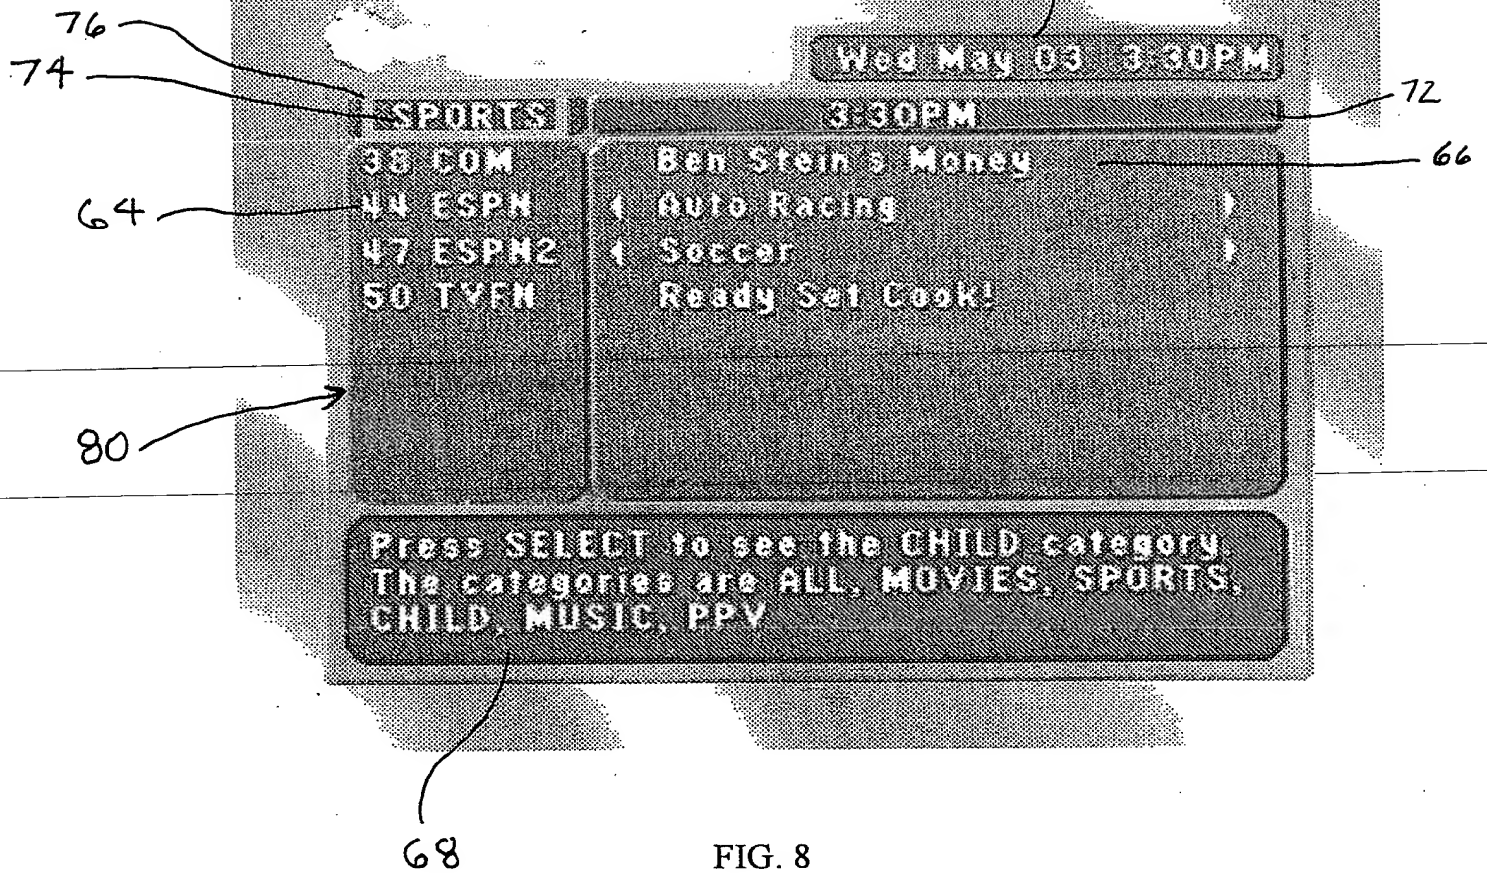 76
Wed May 03 3:30PM
74
SPORTS 3:30PM
72
38 COM Ben Stein's Money
66
64
44 ESPN Auto Racing
47 ESPN2 Soccer
50 TVFN Ready Set Cook!
80
Press SELECT to see the CHILD category.
The categories are ALL, MOVIES, SPORTS,
CHILD, MUSIC, PPV
68
FIG. 8